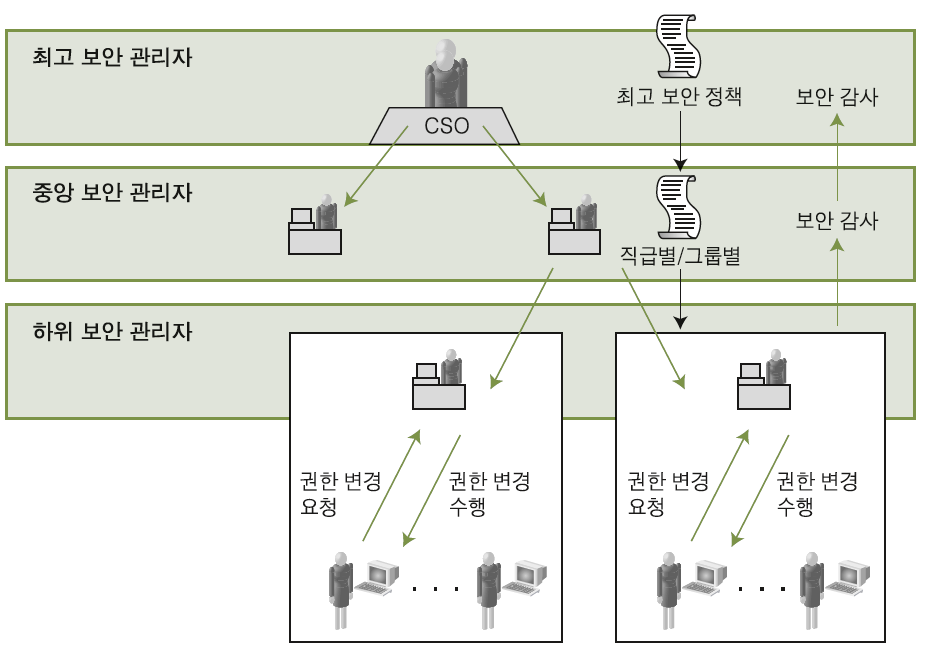 최고 보안 관리자
CSO
최고 보안 정책
보안 감사
중앙 보안 관리자
직급별/그룹별
보안 감사
하위 보안 관리자
권한 변경
요청
권한 변경
수행
권한 변경
요청
권한 변경
수행